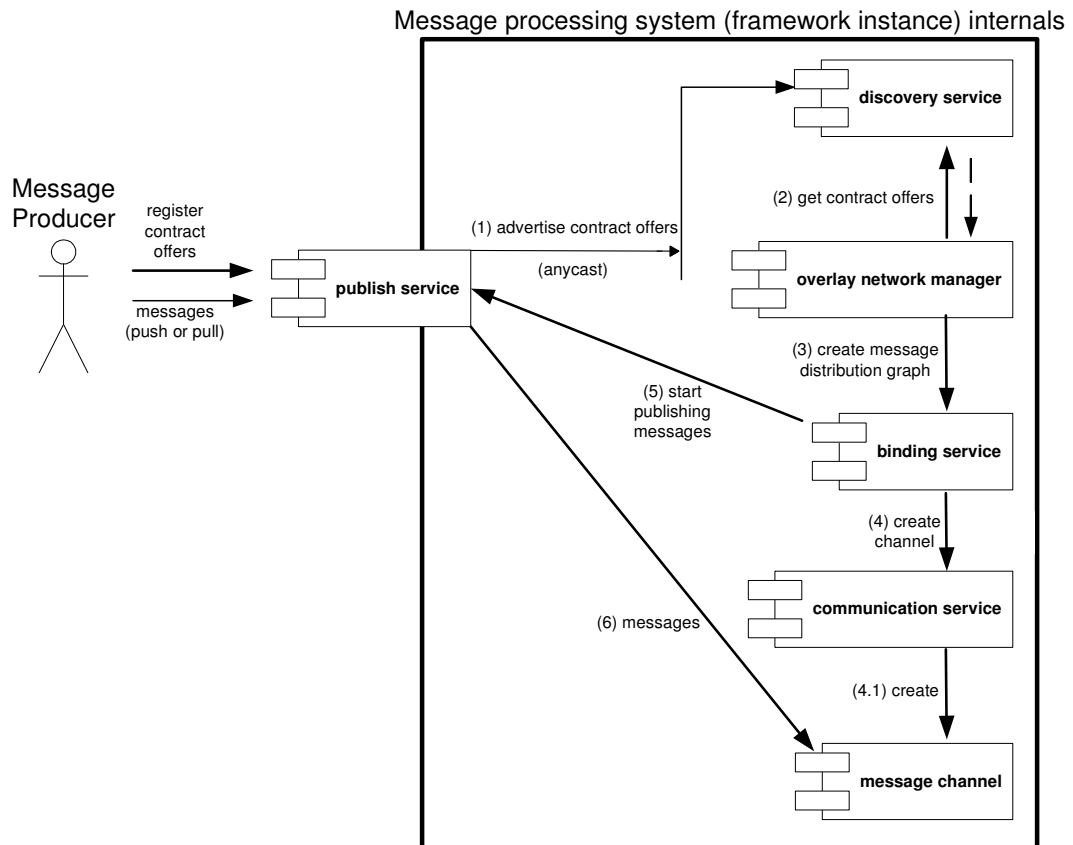 Message processing system (framework instance) internals
discovery service
(2) get contract offers
Message
Producer
register
contract
offers
messages
(push or pull)
(1) advertise contract offers
(anycast)
publish service
overlay network manager
(3) create message
distribution graph
(5) start
publishing
messages
binding service
(4) create
channel
communication service
(6) messages
(4.1) create
message channel